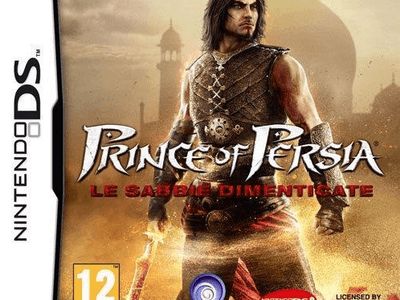 NINTENDO DS
PRINCE OF PERSIA
LE SABBIE DIMENTICATE
12
LICENSED BY